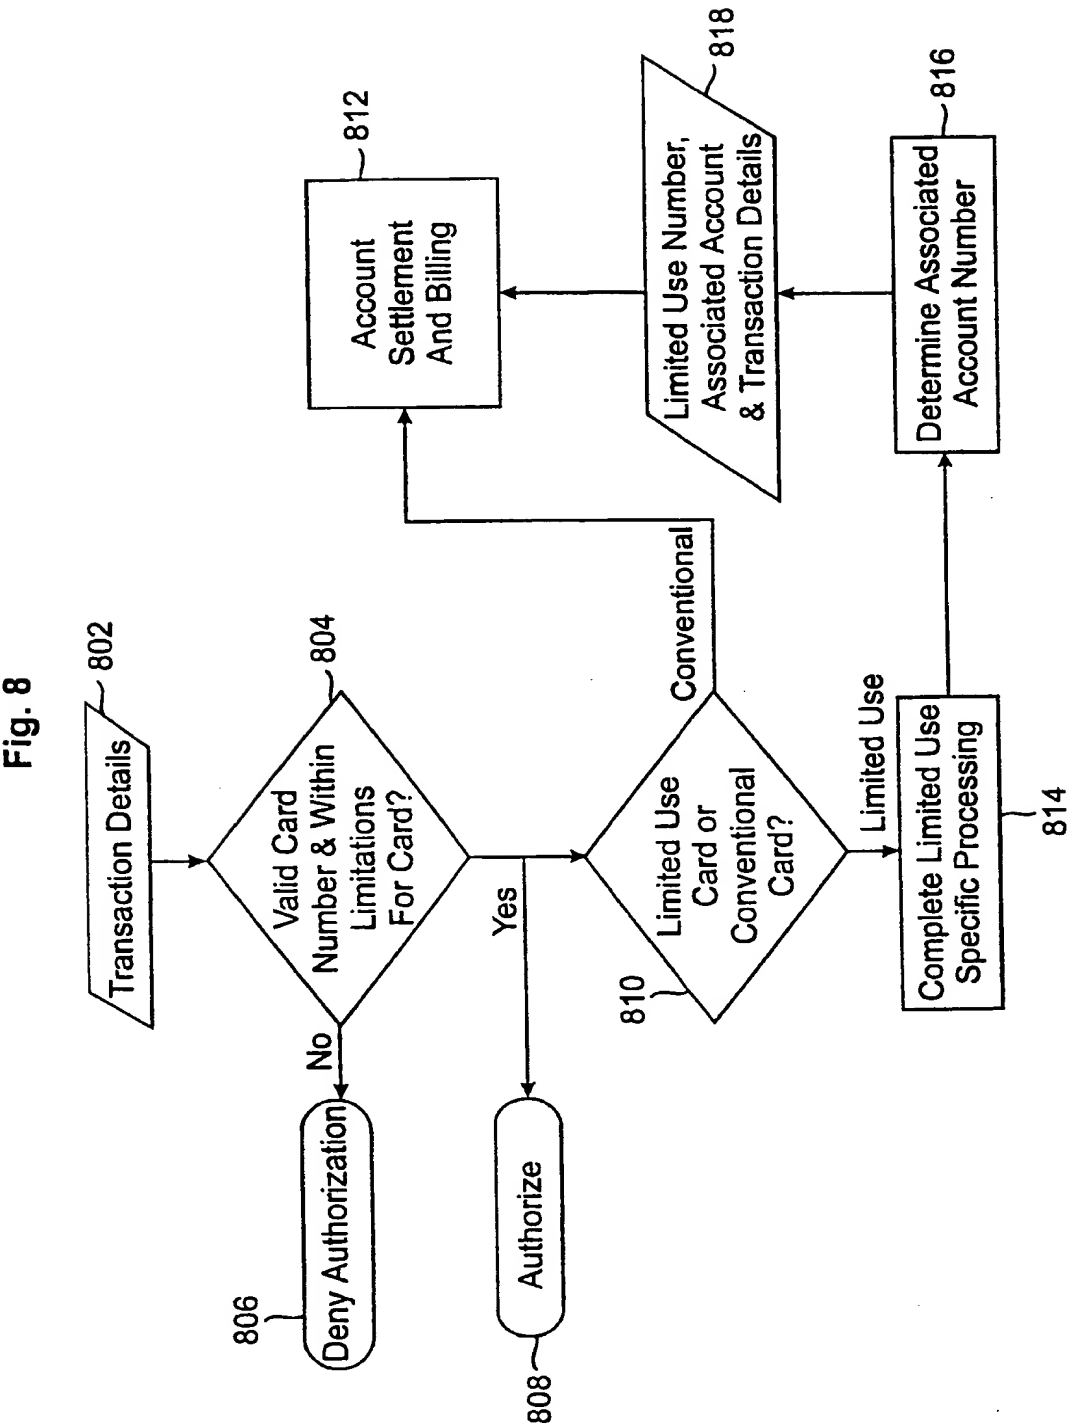 Fig. 8
802
Transaction Details
804
Valid Card
Number & Within
Limitations
For Card?
No
806
Deny Authorization
Yes
808
Authorize
810
Limited Use
Card or
Conventional
Card?
Conventional
812
Account
Settlement
And Billing
Limited Use
814
Complete Limited Use
Specific Processing
816
Determine Associated
Account Number
818
Limited Use Number,
Associated Account
& Transaction Details